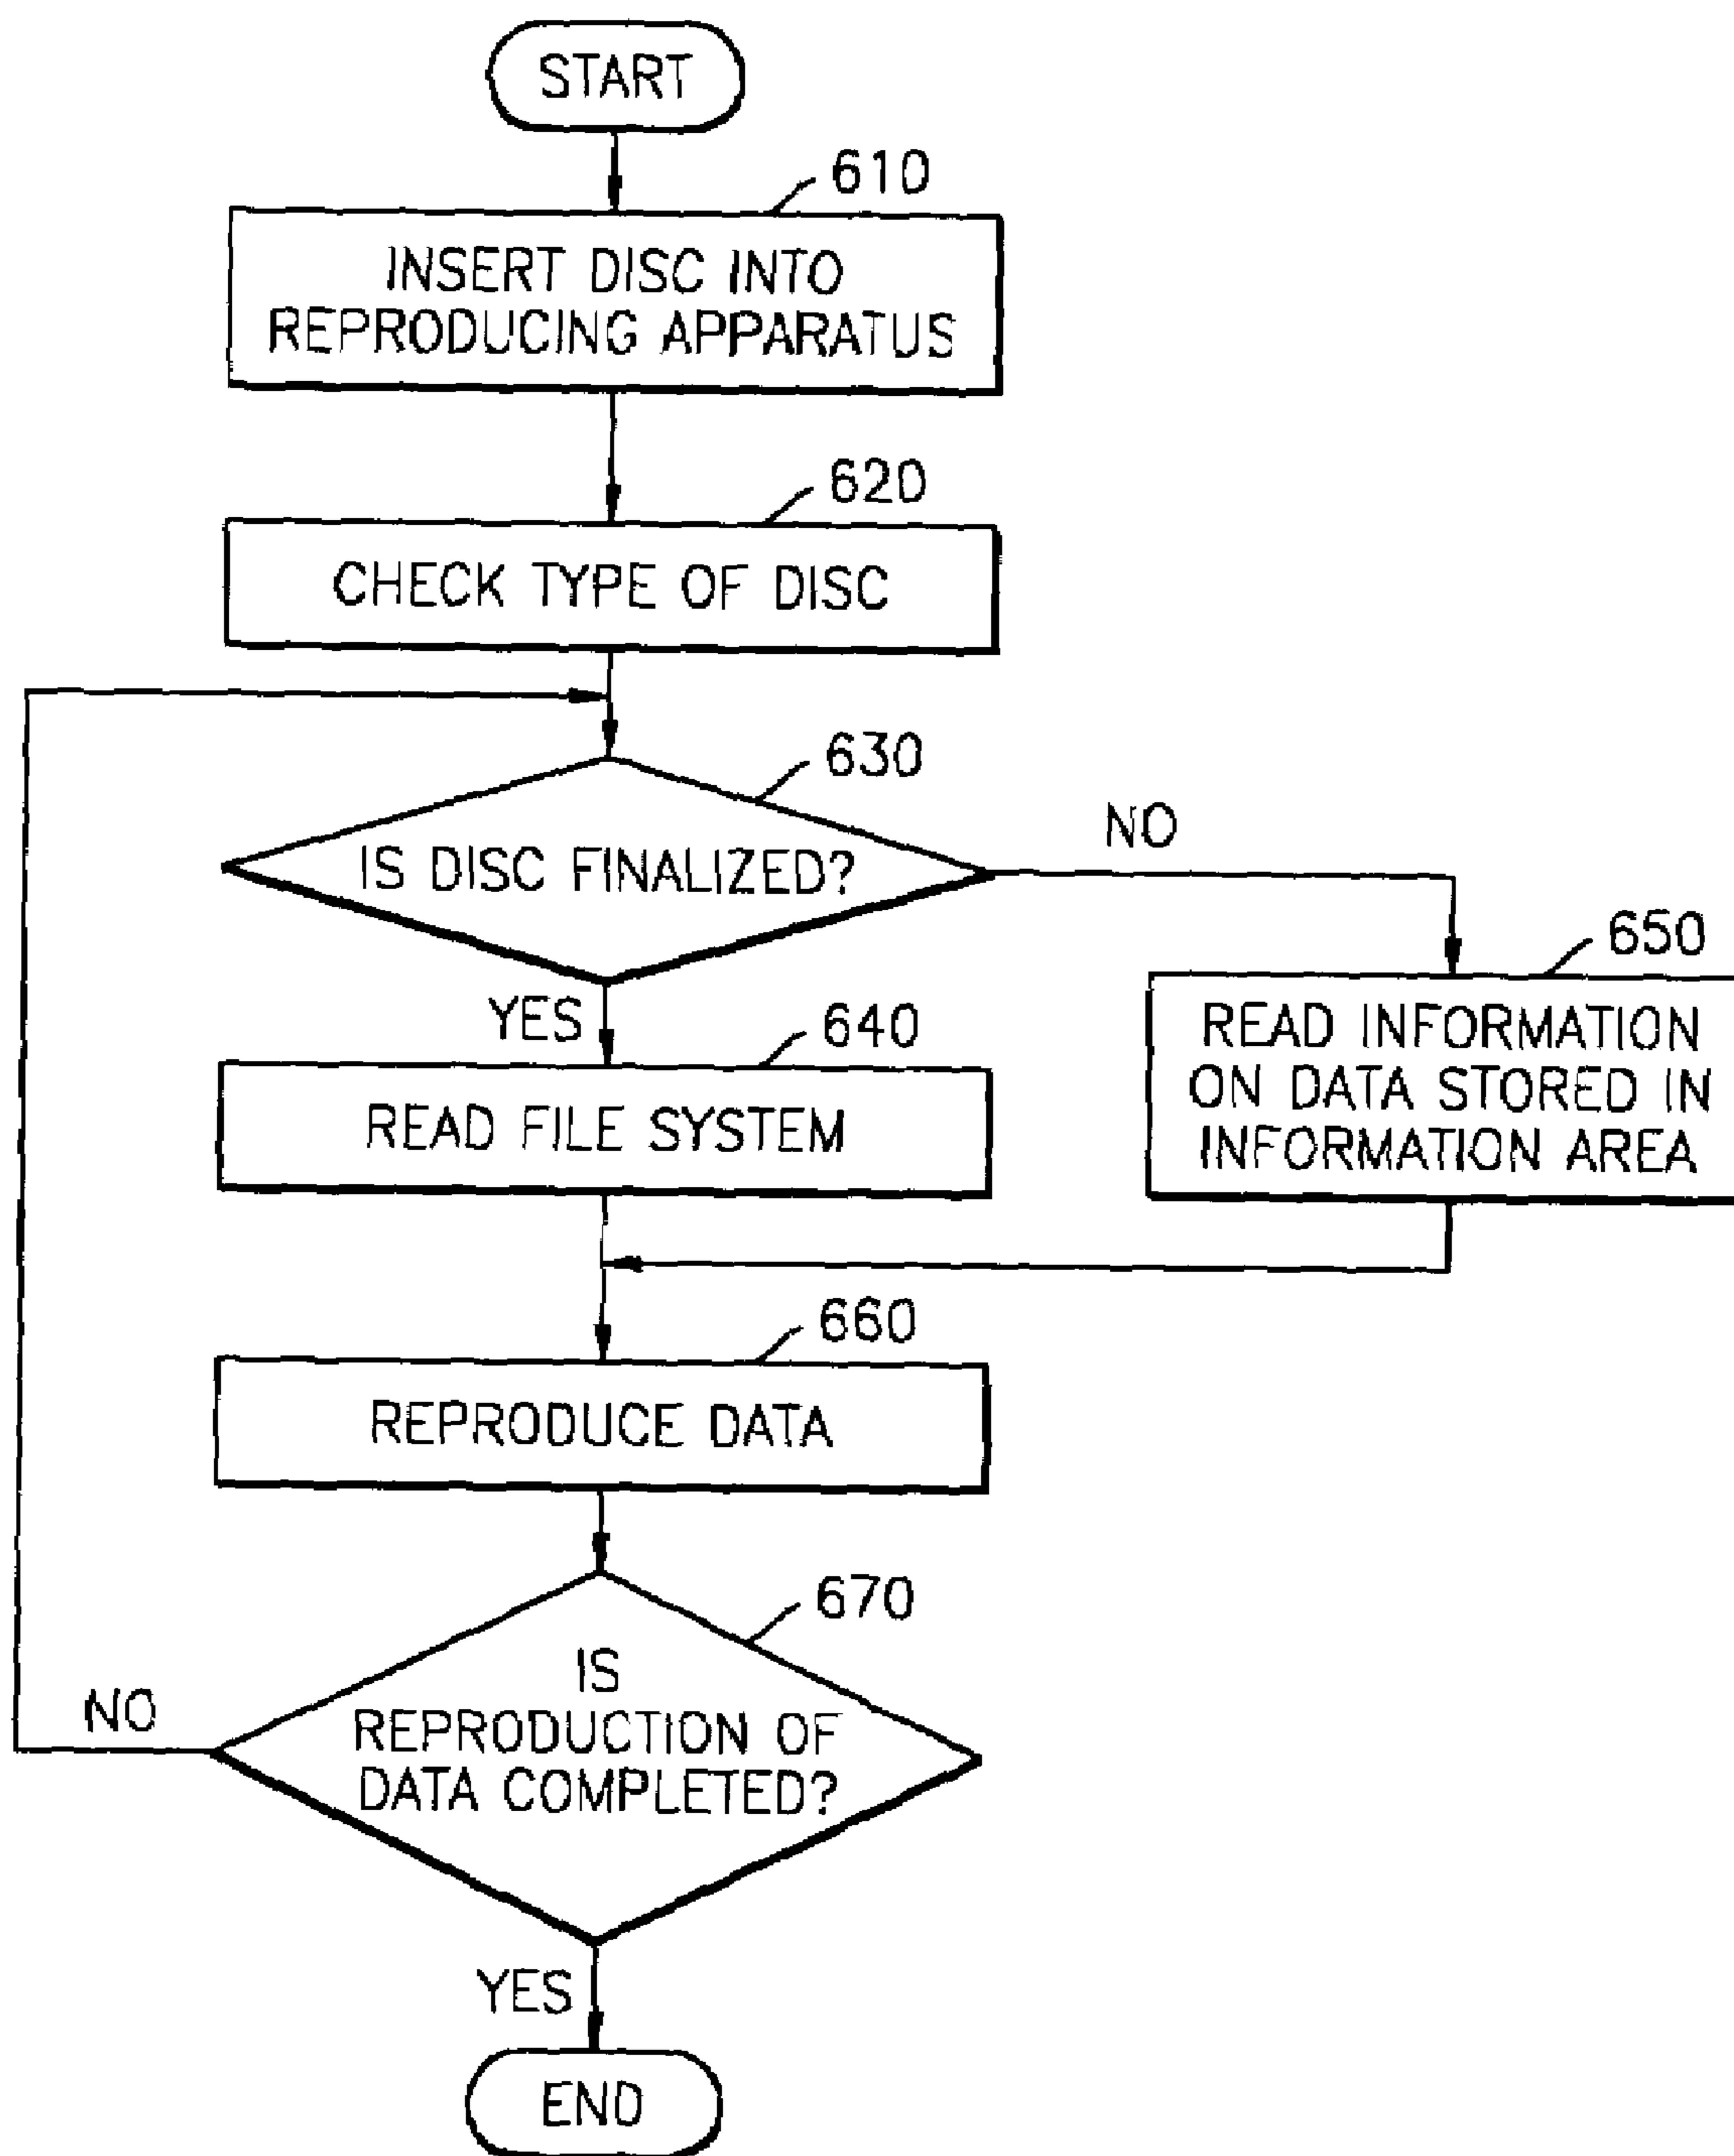 START
610
INSERT DISC INTO
REPRODUCING APPARATUS
620
CHECK TYPE OF DISC
630
IS DISC FINALIZED?
NO
YES
640
READ FILE SYSTEM
650
READ INFORMATION
ON DATA STORED IN
INFORMATION AREA
660
REPRODUCE DATA
670
IS
REPRODUCTION OF
DATA COMPLETED?
NO
YES
END